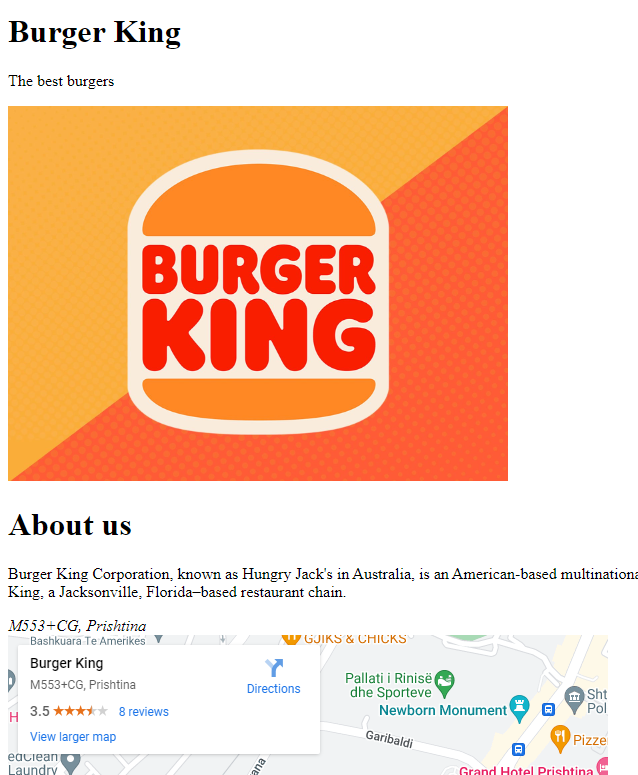 Burger King
The best burgers
BURGER
KING
About us
Burger King Corporation, known as Hungry Jack's in Australia, is an American-based multinationa
King, a Jacksonville, Florida–based restaurant chain.
M553+CG, Prishtina
Bashkuara Te Amerikes
GJIKS & CHICKS
Burger King
M553+CG, Prishtina
Directions
3.5
8 reviews
View larger map
Pallati i Rinisë
dhe Sporteve
Newborn Monument
Sht
Pol
H
Garibaldi
Pizze
edClean
Laundry
ana
Grand Hotel Prishtina